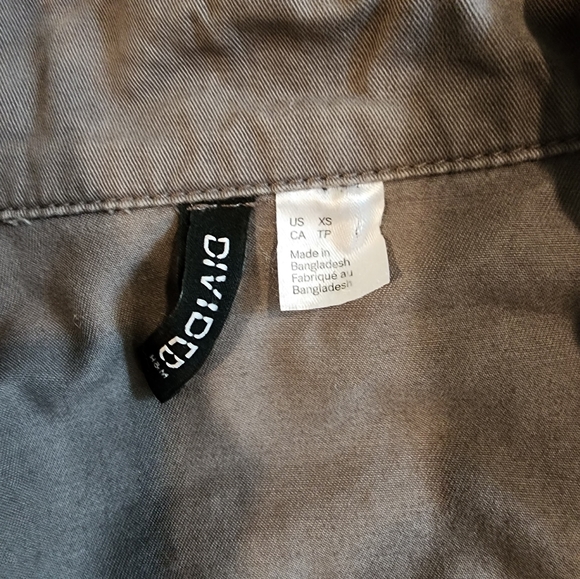 DIVIDED
H&M
US XS
CA TP
Made in
Bangladesh
Fabriqué au
Bangladesh